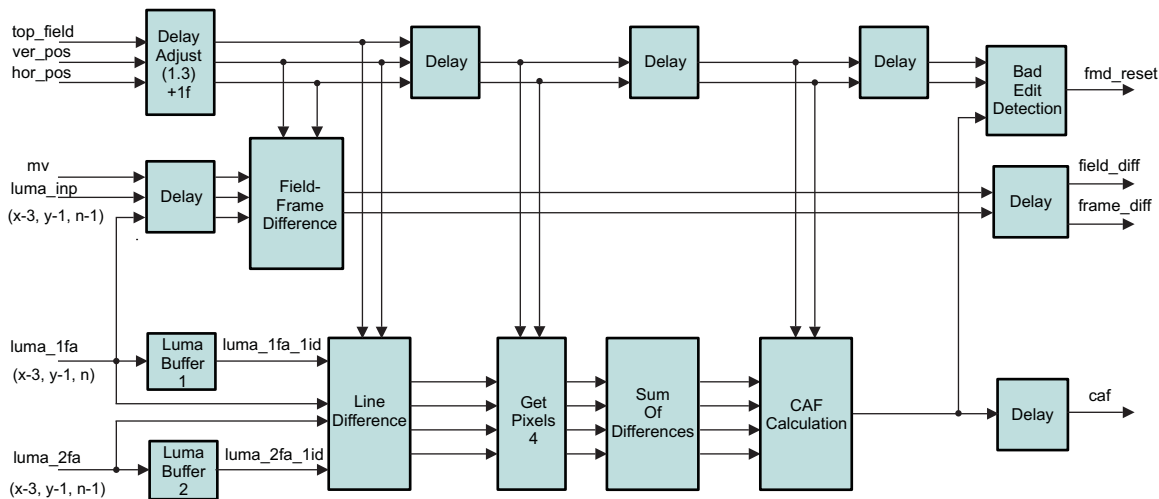 top_field
ver_pos
hor_pos
Delay
Adjust
(1.3)
+1f
Delay
Delay
Delay
Bad
Edit
Detection
fmd_reset
mv
luma_inp
(x-3, y-1, n-1)
Delay
Field-
Frame
Difference
Delay
field_diff
frame_diff
luma_1fa
(x-3, y-1, n)
Luma
Buffer
1
luma_1fa_1id
luma_2fa
(x-3, y-1, n-1)
Luma
Buffer
2
luma_2fa_1id
Line
Difference
Get
Pixels
4
Sum
Of
Differences
CAF
Calculation
Delay
caf